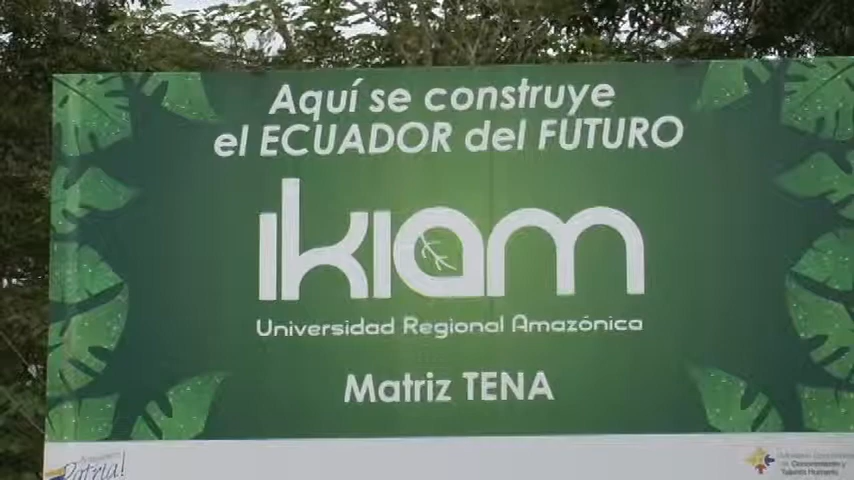 Aquí se construye
el ECUADOR del FUTURO
ikiam
Universidad Regional Amazónica
Matriz TENA
Patria!